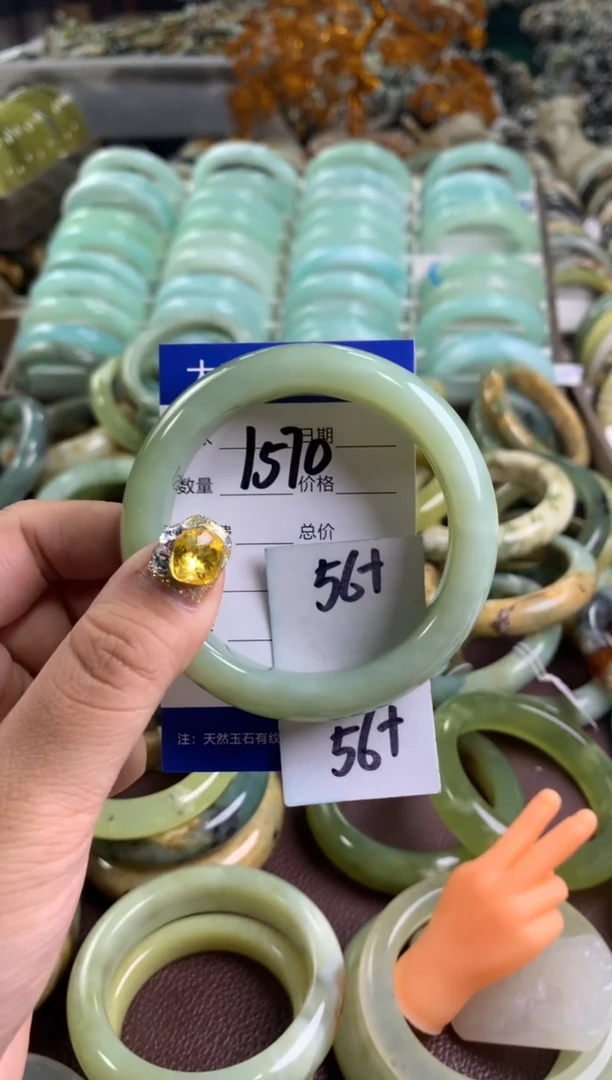 1570
日期
数量 价格
总价
56+
56+
注：天然玉石有纹